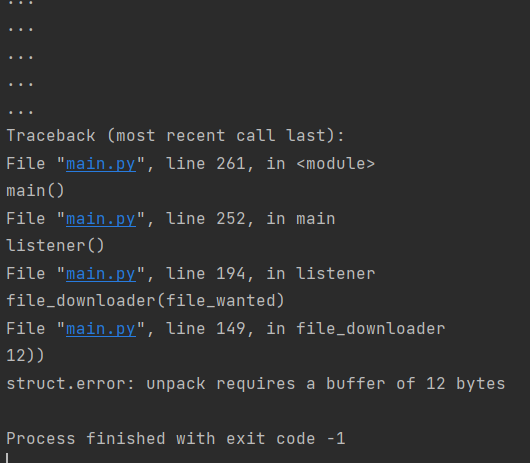 ...
...
...
...
...
Traceback (most recent call last):
File "main.py", line 261, in <module>
main()
File "main.py", line 252, in main
listener()
File "main.py", line 194, in listener
file_downloader(file_wanted)
File "main.py", line 149, in file_downloader
12))
struct.error: unpack requires a buffer of 12 bytes

Process finished with exit code -1